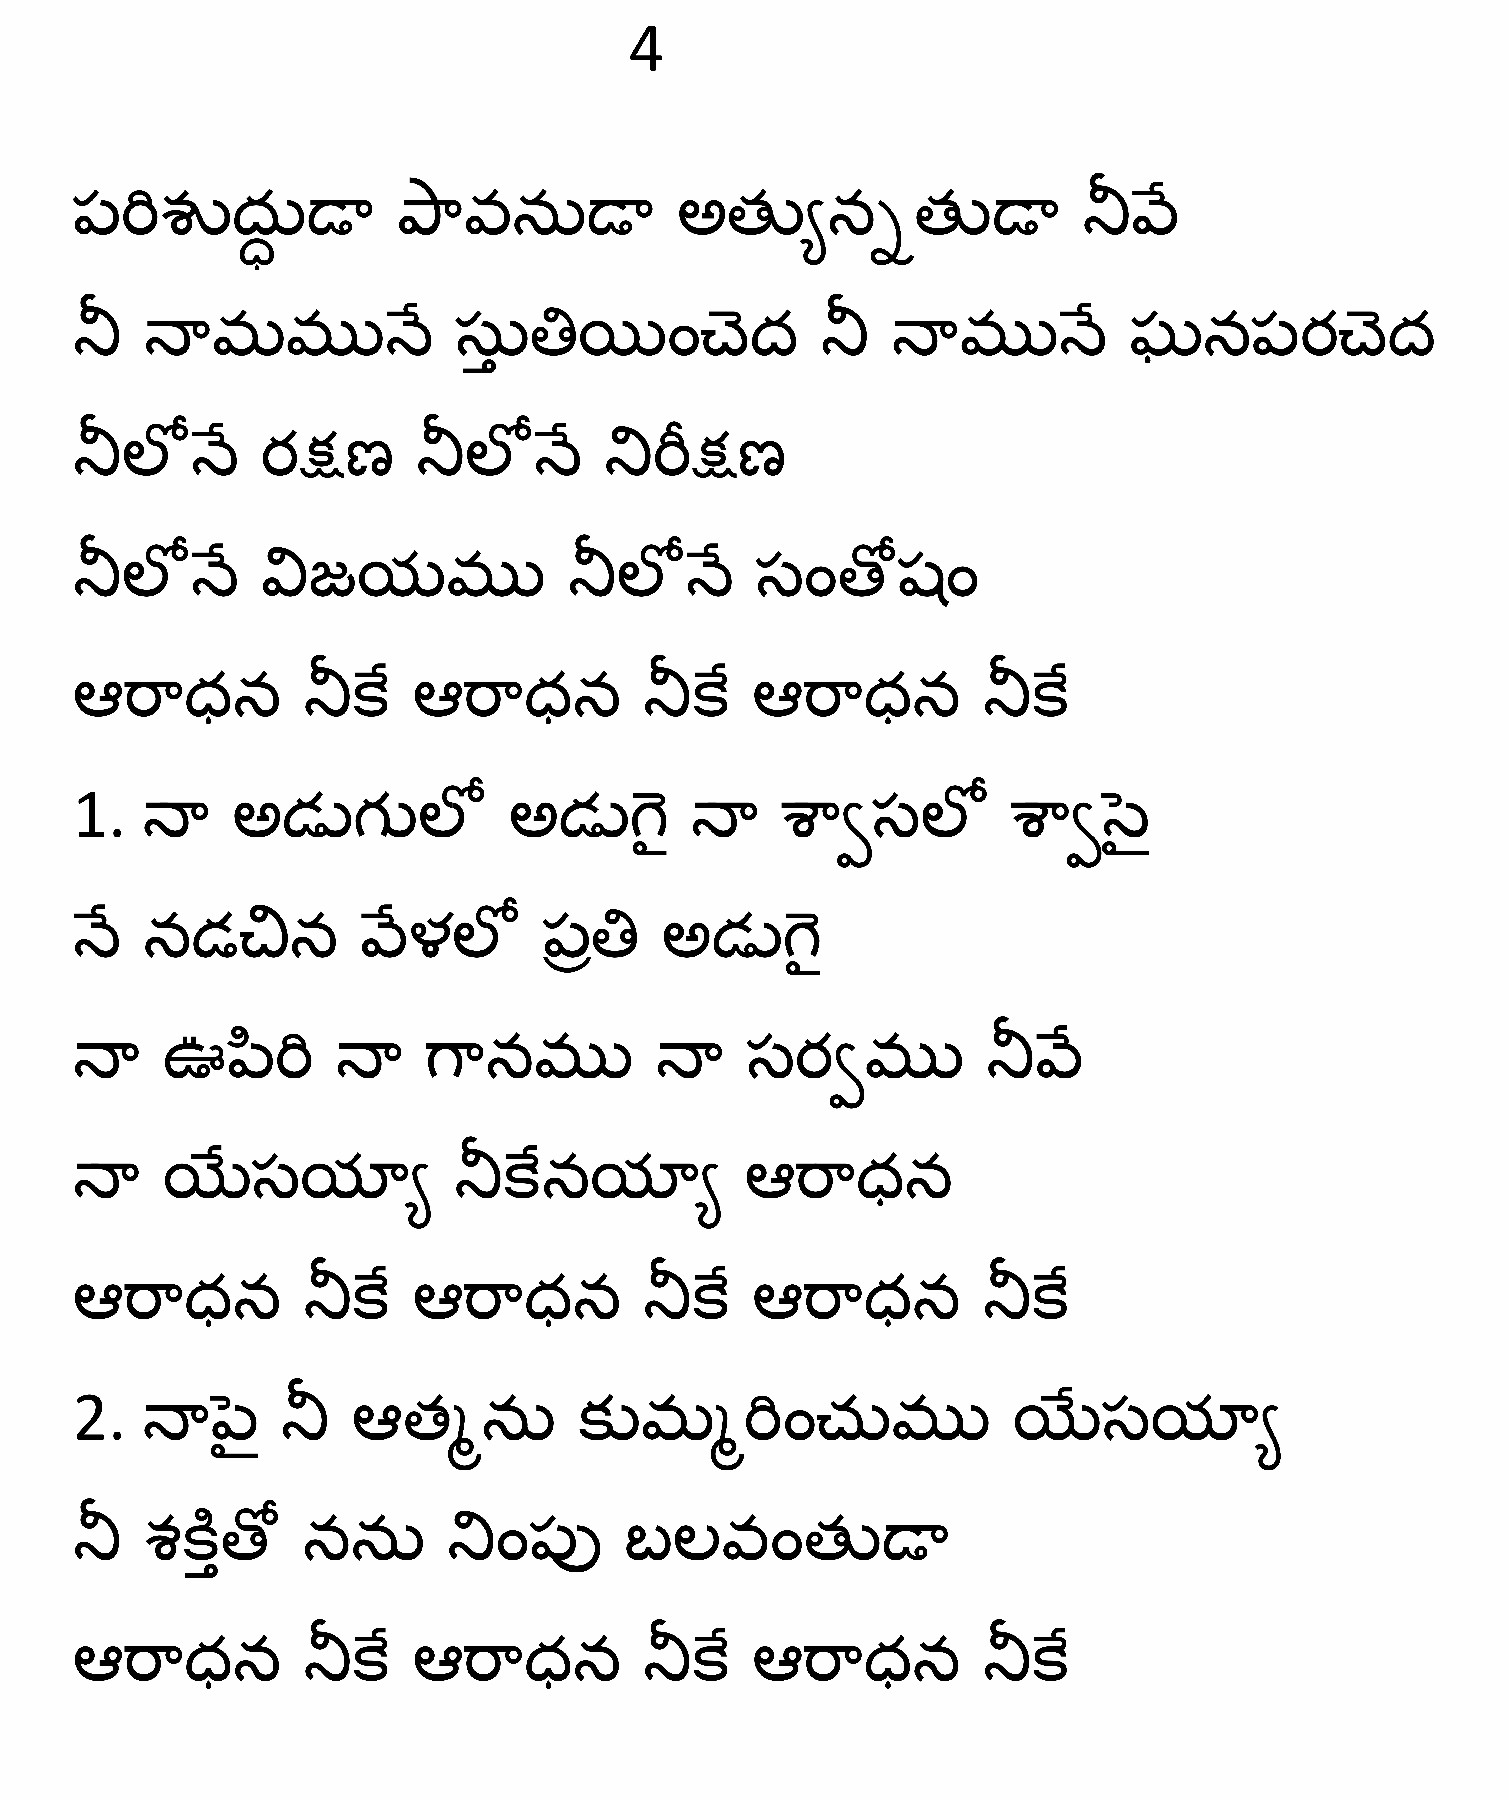 4
పరిశుద్ధుడా పావనుడా అత్యున్నతుడా నీవే
నీ నామమునే స్తుతియించెద నీ నామునే ఘనపరచెద
నీలోనే రక్షణ నీలోనే నిరీక్షణ
నీలోనే విజయము నీలోనే సంతోషం
ఆరాధన నీకే ఆరాధన నీకే ఆరాధన నీకే
1. నా అడుగులో అడుగై నా శ్వాసలో శ్వాసై
నే నడచిన వేళలో ప్రతి అడుగై
నా ఊపిరి నా గానము నా సర్వము నీవే
నా యేసయ్యా నీకేనయ్యా ఆరాధన
ఆరాధన నీకే ఆరాధన నీకే ఆరాధన నీకే
2. నాపై నీ ఆత్మను కుమ్మరించుము యేసయ్యా
నీ శక్తితో నను నింపు బలవంతుడా
ఆరాధన నీకే ఆరాధన నీకే ఆరాధన నీకే